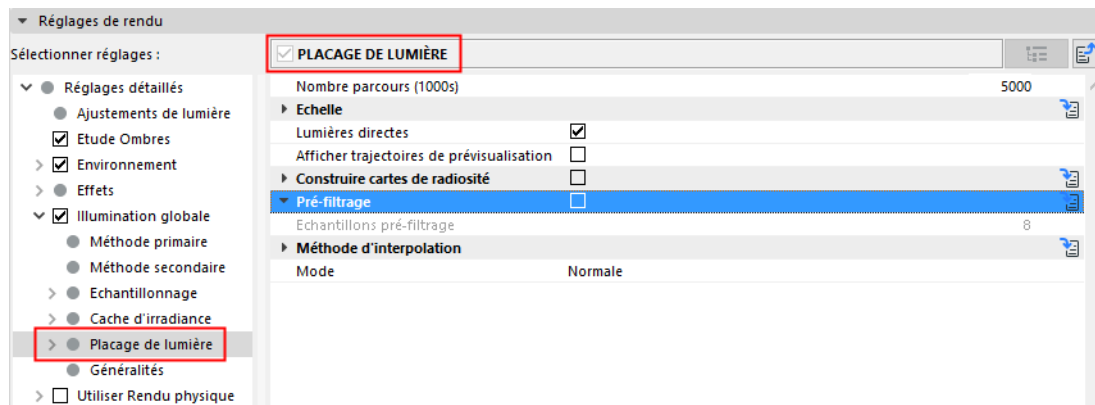 Réglages de rendu
Sélectionner réglages :
PLACAGE DE LUMIÈRE
Réglages détaillés
Ajustements de lumière
Etude Ombres
Environnement
Effets
Illumination globale
Méthode primaire
Méthode secondaire
Echantillonnage
Cache d'irradiance
Placage de lumière
Généralités
Utiliser Rendu physique
Nombre parcours (1000s) 5000
Echelle
Lumières directes
Afficher trajectoires de prévisualisation
Construire cartes de radiosité
Pré-filtrage
Echantillons pré-filtrage 8
Méthode d'interpolation
Mode Normale